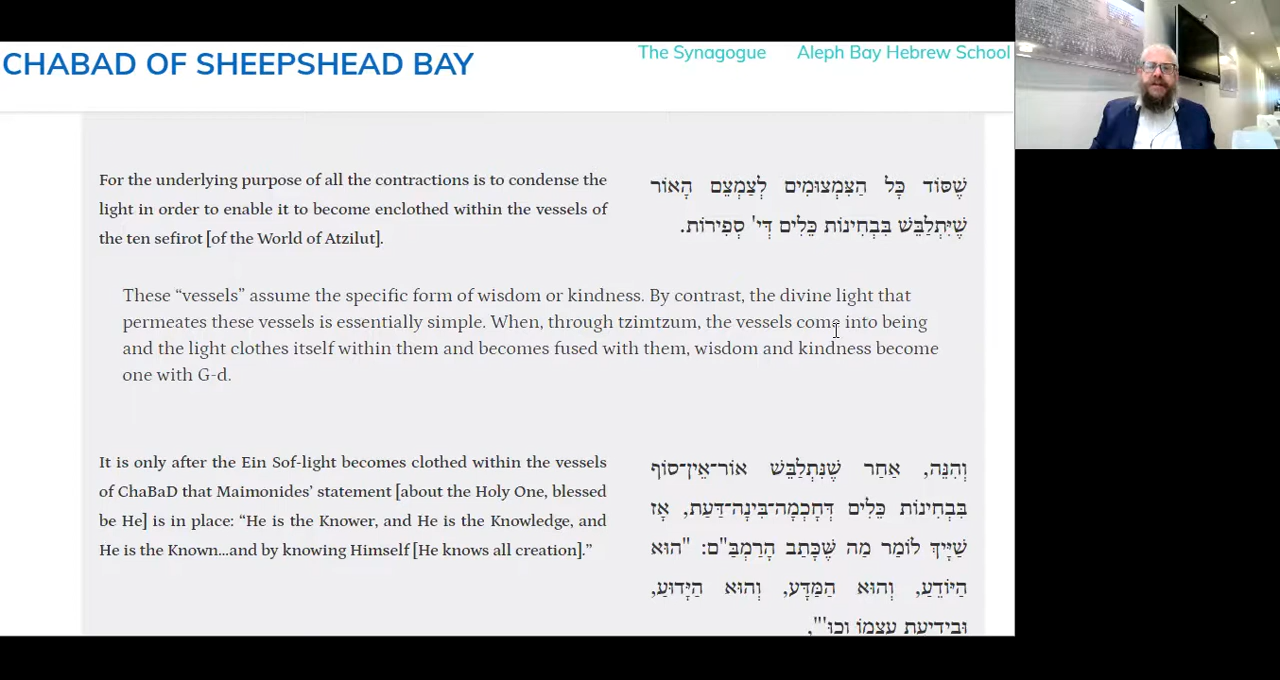 CHABAD OF SHEEPSHEAD BAY
The Synagogue
Aleph Bay Hebrew School
For the underlying purpose of all the contractions is to condense the
light in order to enable it to become enclothed within the vessels of
the ten sefirot [of the World of Atzilut].
שֶׁסּוֹד כָּל הַצִּמְצוּמִים לְצַמְצֵם הָאוֹר
שֶׁיִּתְלַבֵּשׁ בִּבְחִינוֹת כֵּלִים דְּי' סְפִירוֹת.
These “vessels” assume the specific form of wisdom or kindness. By contrast, the divine light that
permeates these vessels is essentially simple. When, through tzimtzum, the vessels come into being
and the light clothes itself within them and becomes fused with them, wisdom and kindness become
one with G-d.
It is only after the Ein Sof-light becomes clothed within the vessels
of ChaBaD that Maimonides’ statement [about the Holy One, blessed
be He] is in place: “He is the Knower, and He is the Knowledge, and
He is the Known…and by knowing Himself [He knows all creation].”
וְהִנֵּה, אַחַר שֶׁנִּתְלַבֵּשׁ אוֹר־אֵין־סוֹף
בִּבְחִינוֹת כֵּלִים דְּחָכְמָה־בִּינָה־דַּעַת, אָז
שַׁיָּיךְ לוֹמַר מַה שֶּׁכָּתַב הָרַמְבַּ"ם: "הוּא
הַיּוֹדֵעַ, וְהוּא הַמַּדָּע, וְהוּא הַיָּדוּעַ,
וּבִידִיעַת עַצְמוֹ וְכוּ'",